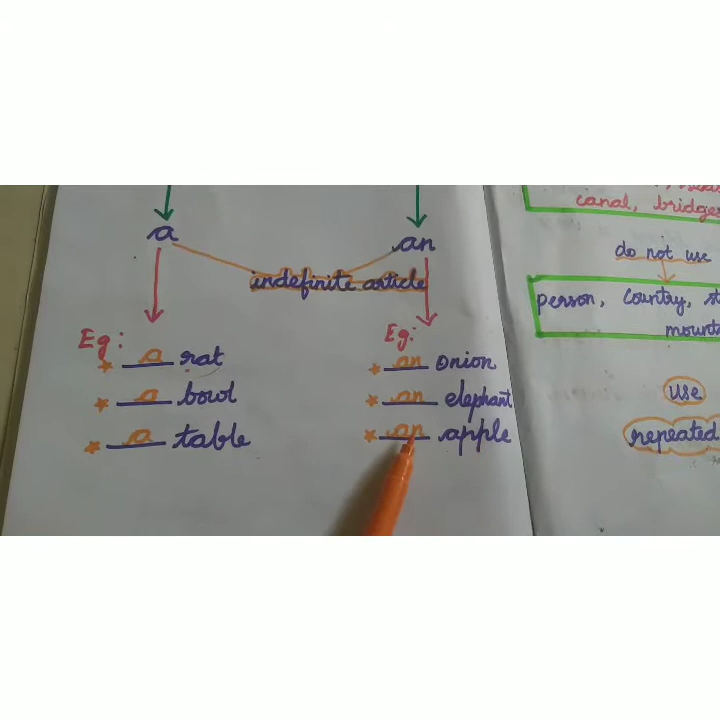 a
an
indefinite article
Eg:
* a rat
* a bowl
* a table
Eg:
* an onion
* an elephant
* an apple
canal, bridges
do not use
person, country,
use
repeated